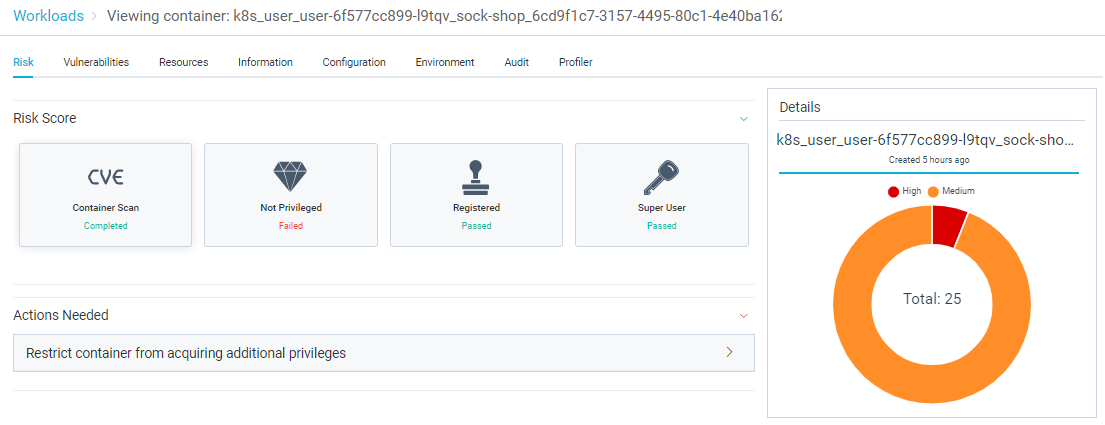 Workloads > Viewing container: k8s_user_user-6f577cc899-l9tqv_sock-shop_6cd9f1c7-3157-4495-80c1-4e40ba162
Risk Vulnerabilities Resources Information Configuration Environment Audit Profiler
Risk Score
CVE
Container Scan
Completed
Not Privileged
Failed
Registered
Passed
Super User
Passed
Actions Needed
Restrict container from acquiring additional privileges
Details
k8s_user_user-6f577cc899-l9tqv_sock-sho...
Created 5 hours ago
High Medium
Total: 25